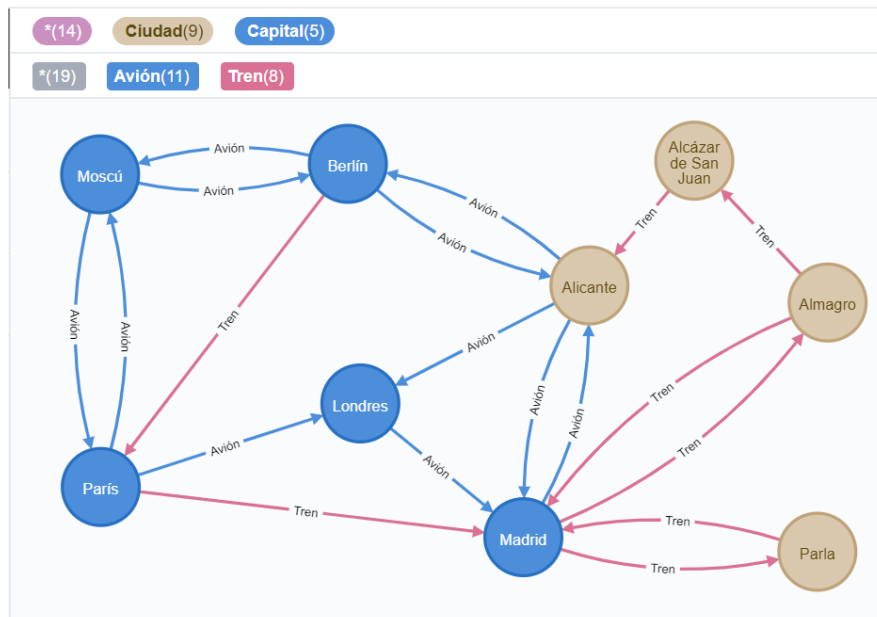 *(14) Ciudad(9) Capital(5)
*(19) Avión(11) Tren(8)
Moscú
Avión
Avión
Berlín
Alcázar
de San
Juan
Avión
Avión
Tren
Tren
Alicante
Almagro
Avión
Avión
Tren
Avión
Londres
Avión
Avión
Tren
Tren
Avión
Avión
París
Tren
Madrid
Tren
Tren
Parla